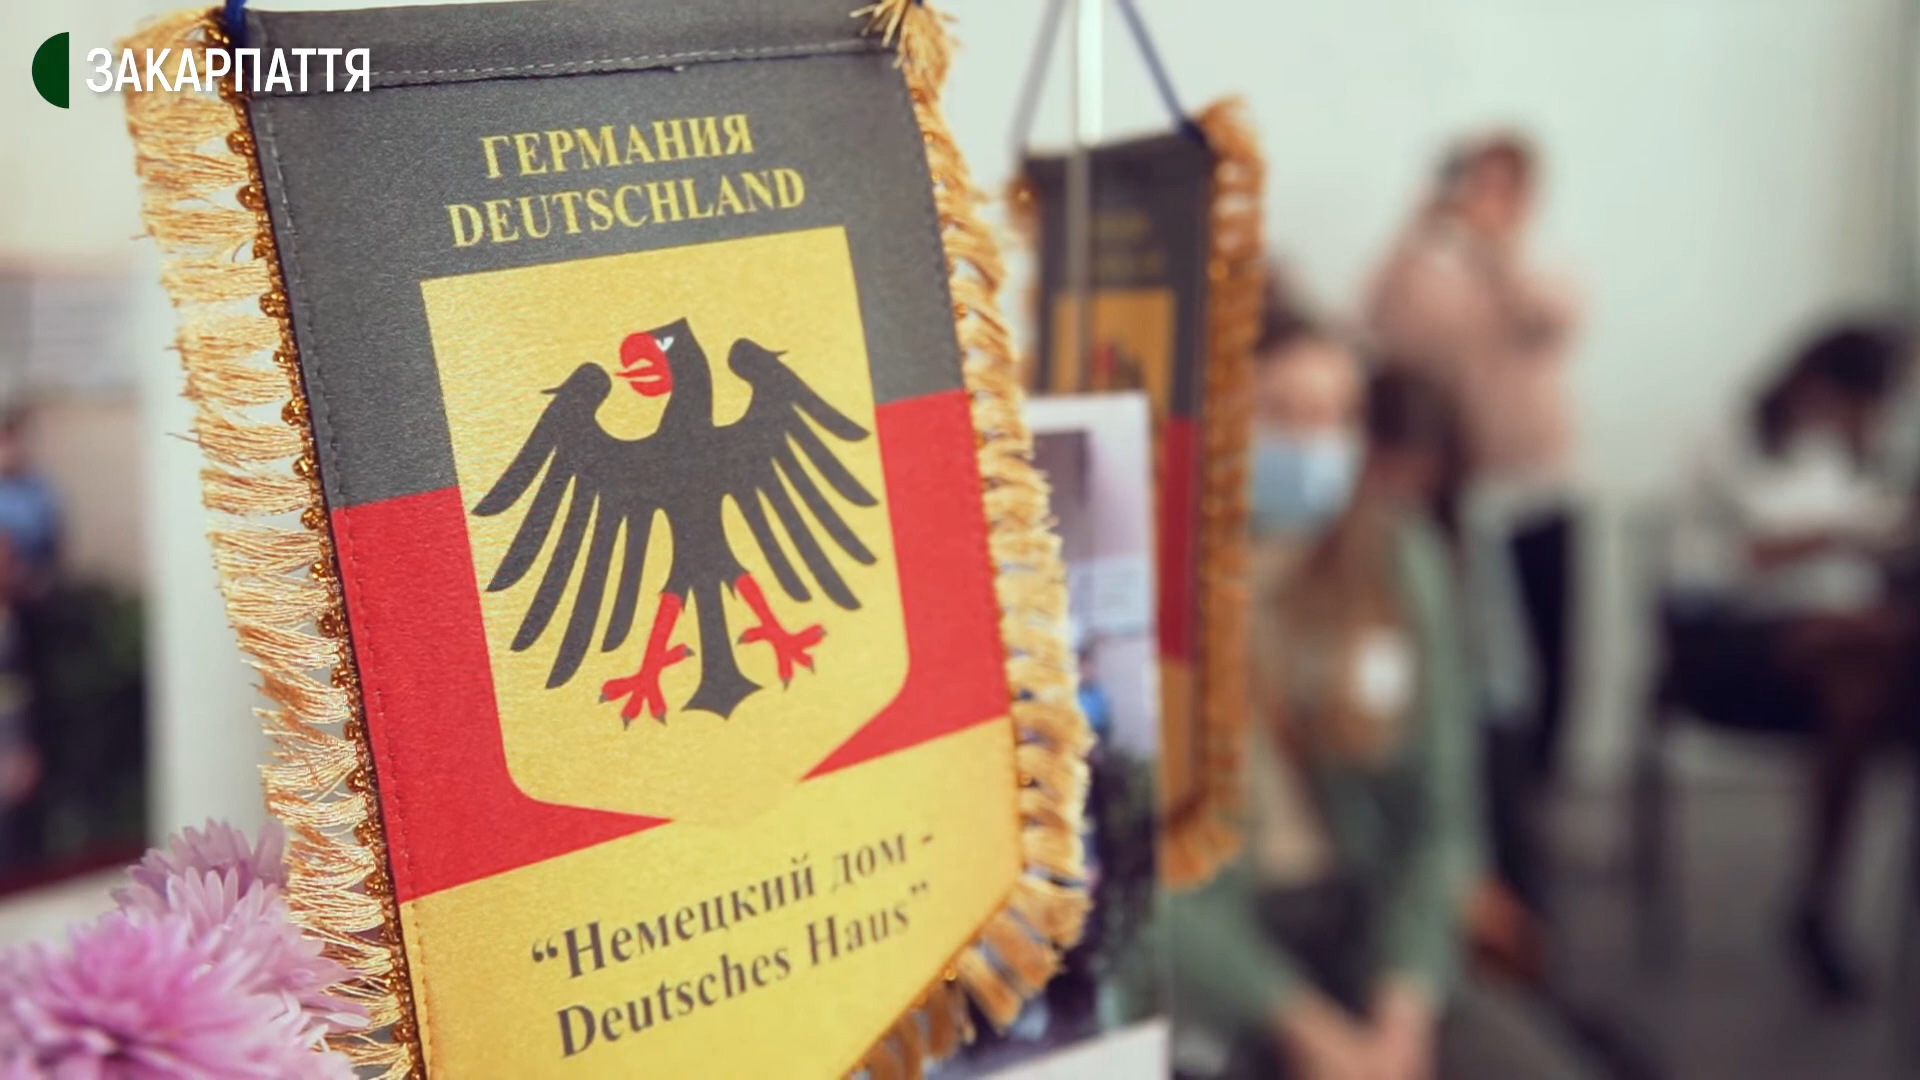 ЗАКАРПАТТЯ
ГЕРМАНИЯ
DEUTSCHLAND
“Немецкий дом -
Deutsches Haus”